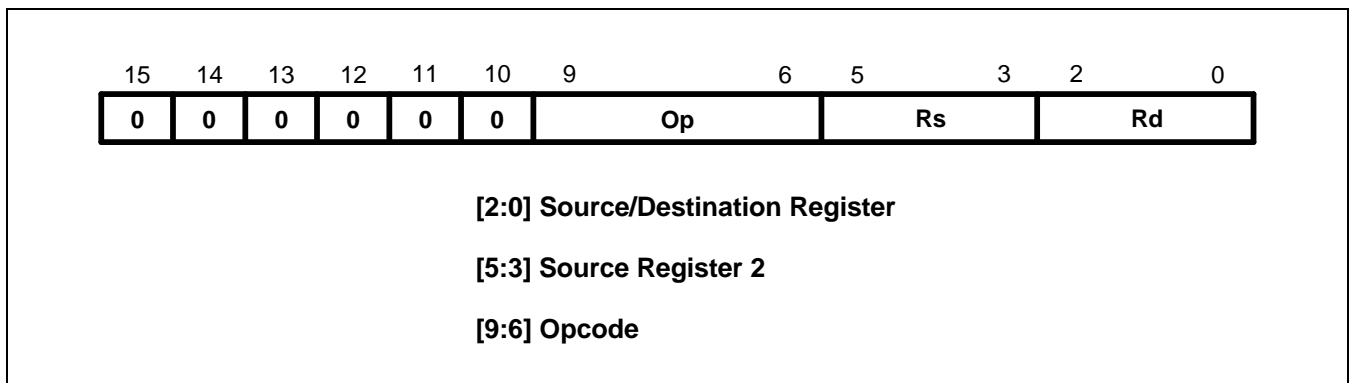 15 14 13 12 11 10 9 6 5 3 2 0
0 0 0 0 0 0 Op Rs Rd
[2:0] Source/Destination Register
[5:3] Source Register 2
[9:6] Opcode